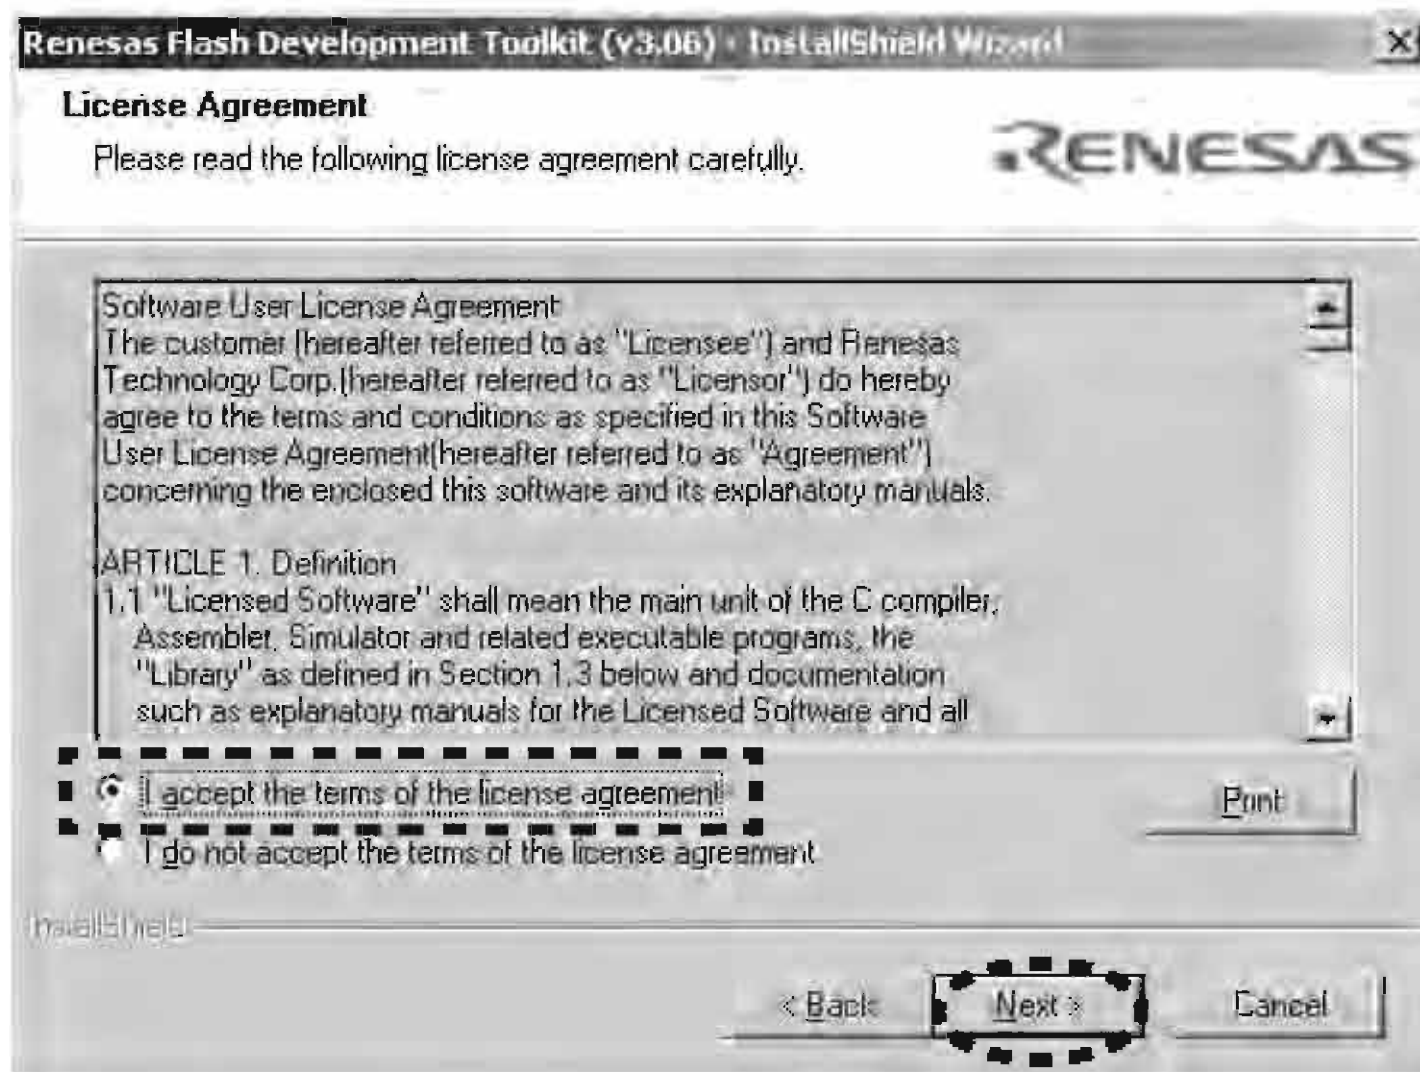 Renesas Flash Development Toolkit (v3.06) - InstallShield Wizard
License Agreement
Please read the following license agreement carefully.
RENESAS
Software User License Agreement
The customer (hereafter referred to as "Licensee") and Renesas
Technology Corp.(hereafter referred to as "Licensor") do hereby
agree to the terms and conditions as specified in this Software
User License Agreement(hereafter referred to as "Agreement")
concerning the enclosed this software and its explanatory manuals.
ARTICLE 1. Definition
1.1 "Licensed Software" shall mean the main unit of the C compiler,
Assembler, Simulator and related executable programs, the
"Library" as defined in Section 1.3 below and documentation
such as explanatory manuals for the Licensed Software and all
I accept the terms of the license agreement
Print
I do not accept the terms of the license agreement
InstallShield
< Back
Next >
Cancel